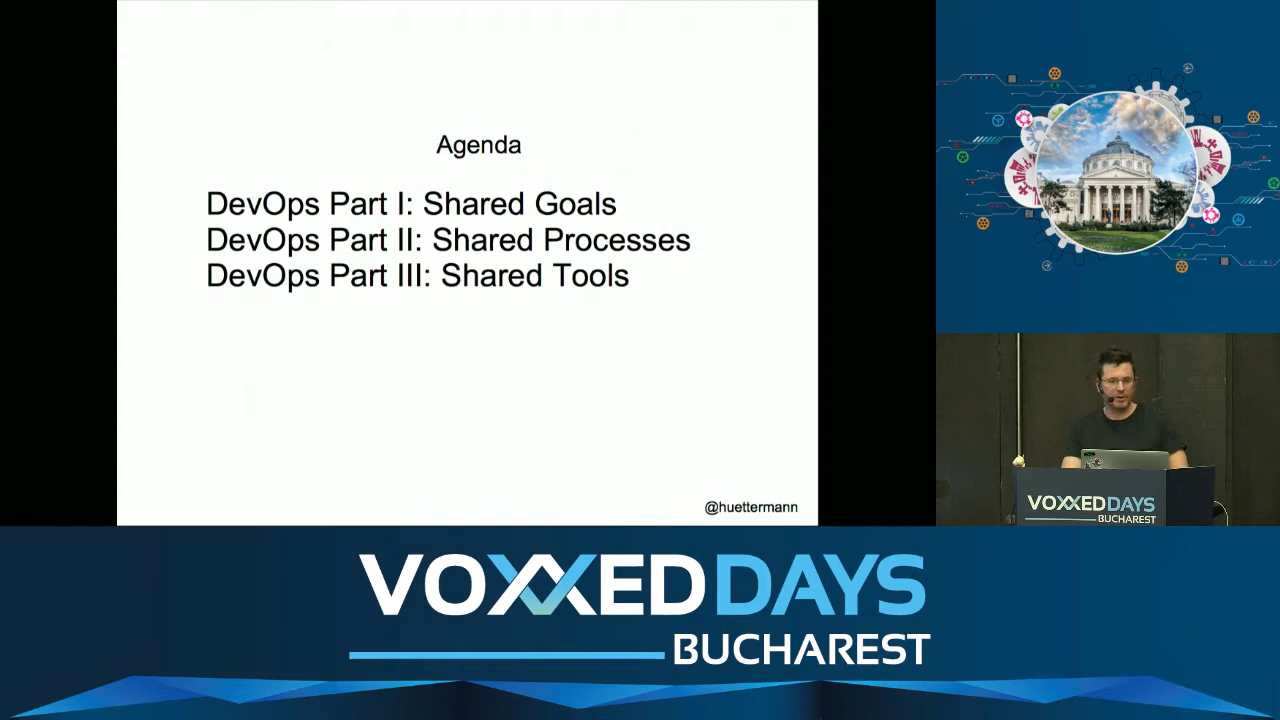 Agenda
DevOps Part I: Shared Goals
DevOps Part II: Shared Processes
DevOps Part III: Shared Tools
@huettermann
VOXXED DAYS
BUCHAREST
VOXXED DAYS
BUCHAREST